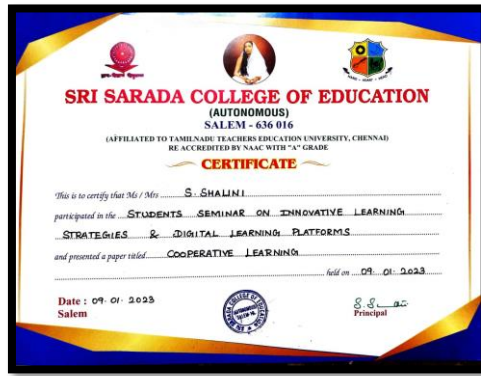 SRI SARADA COLLEGE OF EDUCATION
(AUTONOMOUS)
SALEM - 636 016
(AFFILIATED TO TAMILNADU TEACHERS EDUCATION UNIVERSITY, CHENNAI)
RE ACCREDITED BY NAAC WITH "A" GRADE
CERTIFICATE
This is to certify that Ms / Mrs S. SHALINI
participated in the STUDENTS SEMINAR ON INNOVATIVE LEARNING
STRATEGIES & DIGITAL LEARNING PLATFORMS
and presented a paper titled COOPERATIVE LEARNING
held on 09. 01. 2023
Date : 09. 01. 2023
Salem
Principal